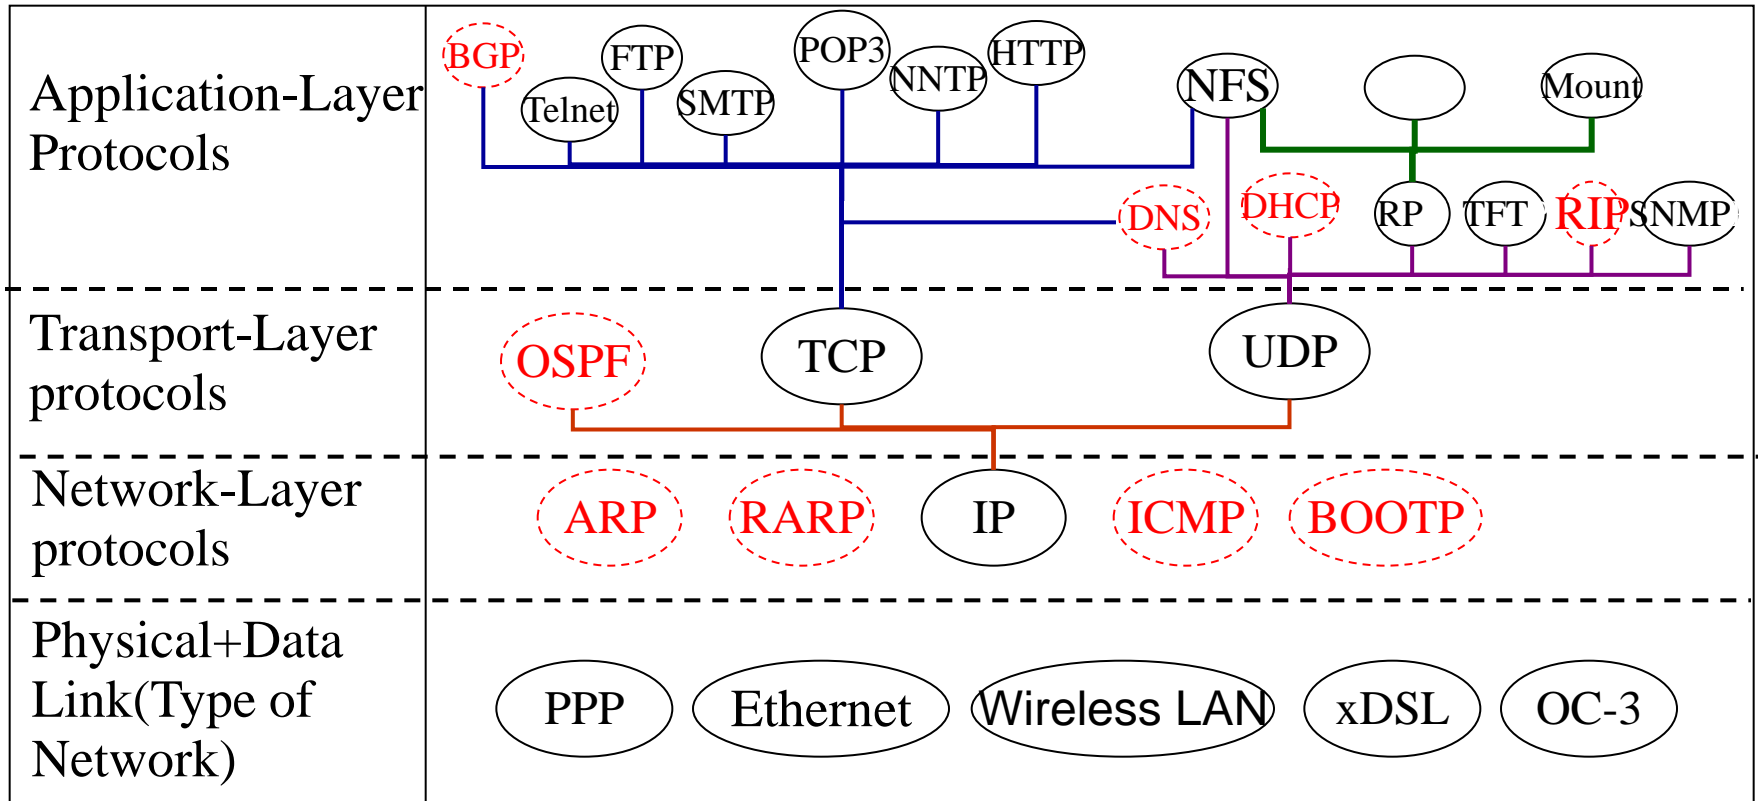 Application-Layer
Protocols
BGP
FTP
POP3
HTTP
Telnet
SMTP
NNTP
NFS
Mount
DNS
DHCP
RP
TFT
RIP
SNMP
Transport-Layer
protocols
OSPF
TCP
UDP
Network-Layer
protocols
ARP
RARP
IP
ICMP
BOOTP
Physical+Data
Link(Type of
Network)
PPP
Ethernet
Wireless LAN
xDSL
OC-3